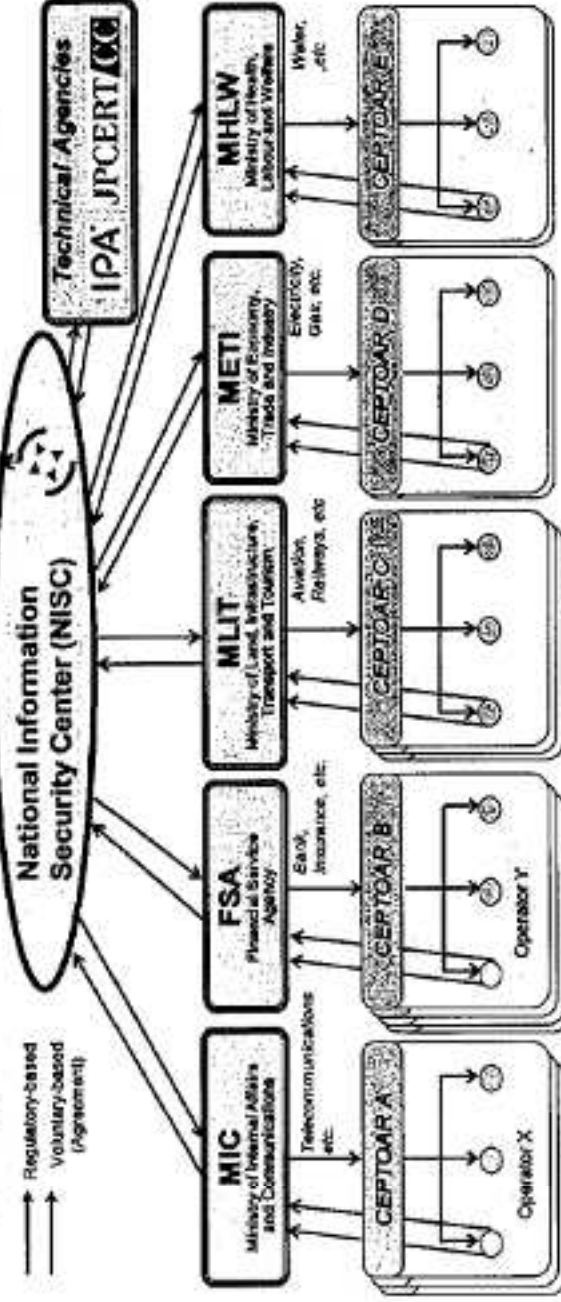 Regulatory-based
Voluntary-based
(Agreement)
National Information
Security Center (NISC)
Technical Agencies
IPA JPCERT CC
MIC
Ministry of Internal Affairs
and Communications
FSA
Financial Service
Agency
MLIT
Ministry of Land, Infrastructure,
Transport and Tourism
METI
Ministry of Economy,
Trade and Industry
MHLW
Ministry of Health,
Labour and Welfare
Telecommunications
etc.
Bank,
Insurance, etc.
Aviation,
Railways, etc
Electricity,
Gas, etc.
Water,
,etc
CEPTOAR A
CEPTOAR B
CEPTOAR C
CEPTOAR D
CEPTOAR E
Operator X
Operator Y